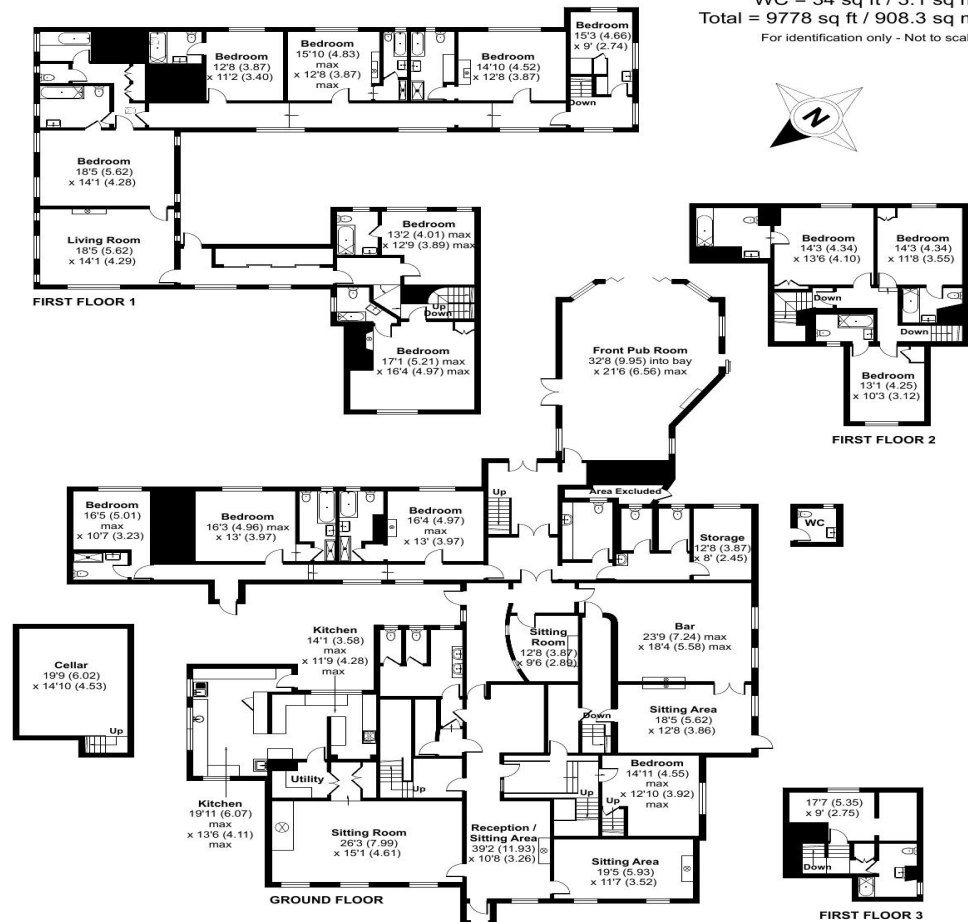 WC = 34 sq ft / 3.1 sq m
Total = 9778 sq ft / 908.3 sq m
For identification only - Not to scale
N
Bedroom
12'8 (3.87)
x 11'2 (3.40)
Bedroom
15'10 (4.83)
x 12'8 (3.87)
max
Bedroom
14'10 (4.52)
x 12'8 (3.87)
Bedroom
15'3 (4.66)
x 9' (2.74)
Down
Bedroom
18'5 (5.62)
x 14'1 (4.28)
Living Room
18'5 (5.62)
x 14'1 (4.29)
Bedroom
13'2 (4.01) max
x 12'9 (3.89) max
Up
Down
Bedroom
17'1 (5.21) max
x 16'4 (4.97) max
FIRST FLOOR 1
Bedroom
14'3 (4.34)
x 13'6 (4.10)
Bedroom
14'3 (4.34)
x 11'8 (3.55)
Down
Down
Bedroom
13'1 (4.25)
x 10'3 (3.12)
FIRST FLOOR 2
Front Pub Room
32'8 (9.95) into bay
x 21'6 (6.56) max
Area Excluded
Up
Bedroom
16'5 (5.01)
max
x 10'7 (3.23)
Bedroom
16'3 (4.96) max
x 13' (3.97)
Bedroom
16'4 (4.97)
max
x 13' (3.97)
Storage
12'8 (3.87)
x 8' (2.45)
WC
Cellar
19'9 (6.02)
x 14'10 (4.53)
Up
Kitchen
14'1 (3.58)
x 11'9 (4.28)
max
Sitting
Room
12'8 (3.87)
x 9'6 (2.89)
Bar
23'9 (7.24) max
x 18'4 (5.58) max
Sitting Area
18'5 (5.62)
x 12'8 (3.86)
Down
Utility
Up
Kitchen
19'11 (6.07)
max
x 13'6 (4.11)
max
Up
Up
Bedroom
14'11 (4.55)
x 12'10 (3.92)
max
Sitting Room
26'3 (7.99)
x 15'1 (4.61)
Reception /
Sitting Area
39'2 (11.93)
x 10'8 (3.26)
Sitting Area
19'5 (5.93)
x 11'7 (3.52)
GROUND FLOOR
17'7 (5.35)
x 9' (2.75)
Down
FIRST FLOOR 3